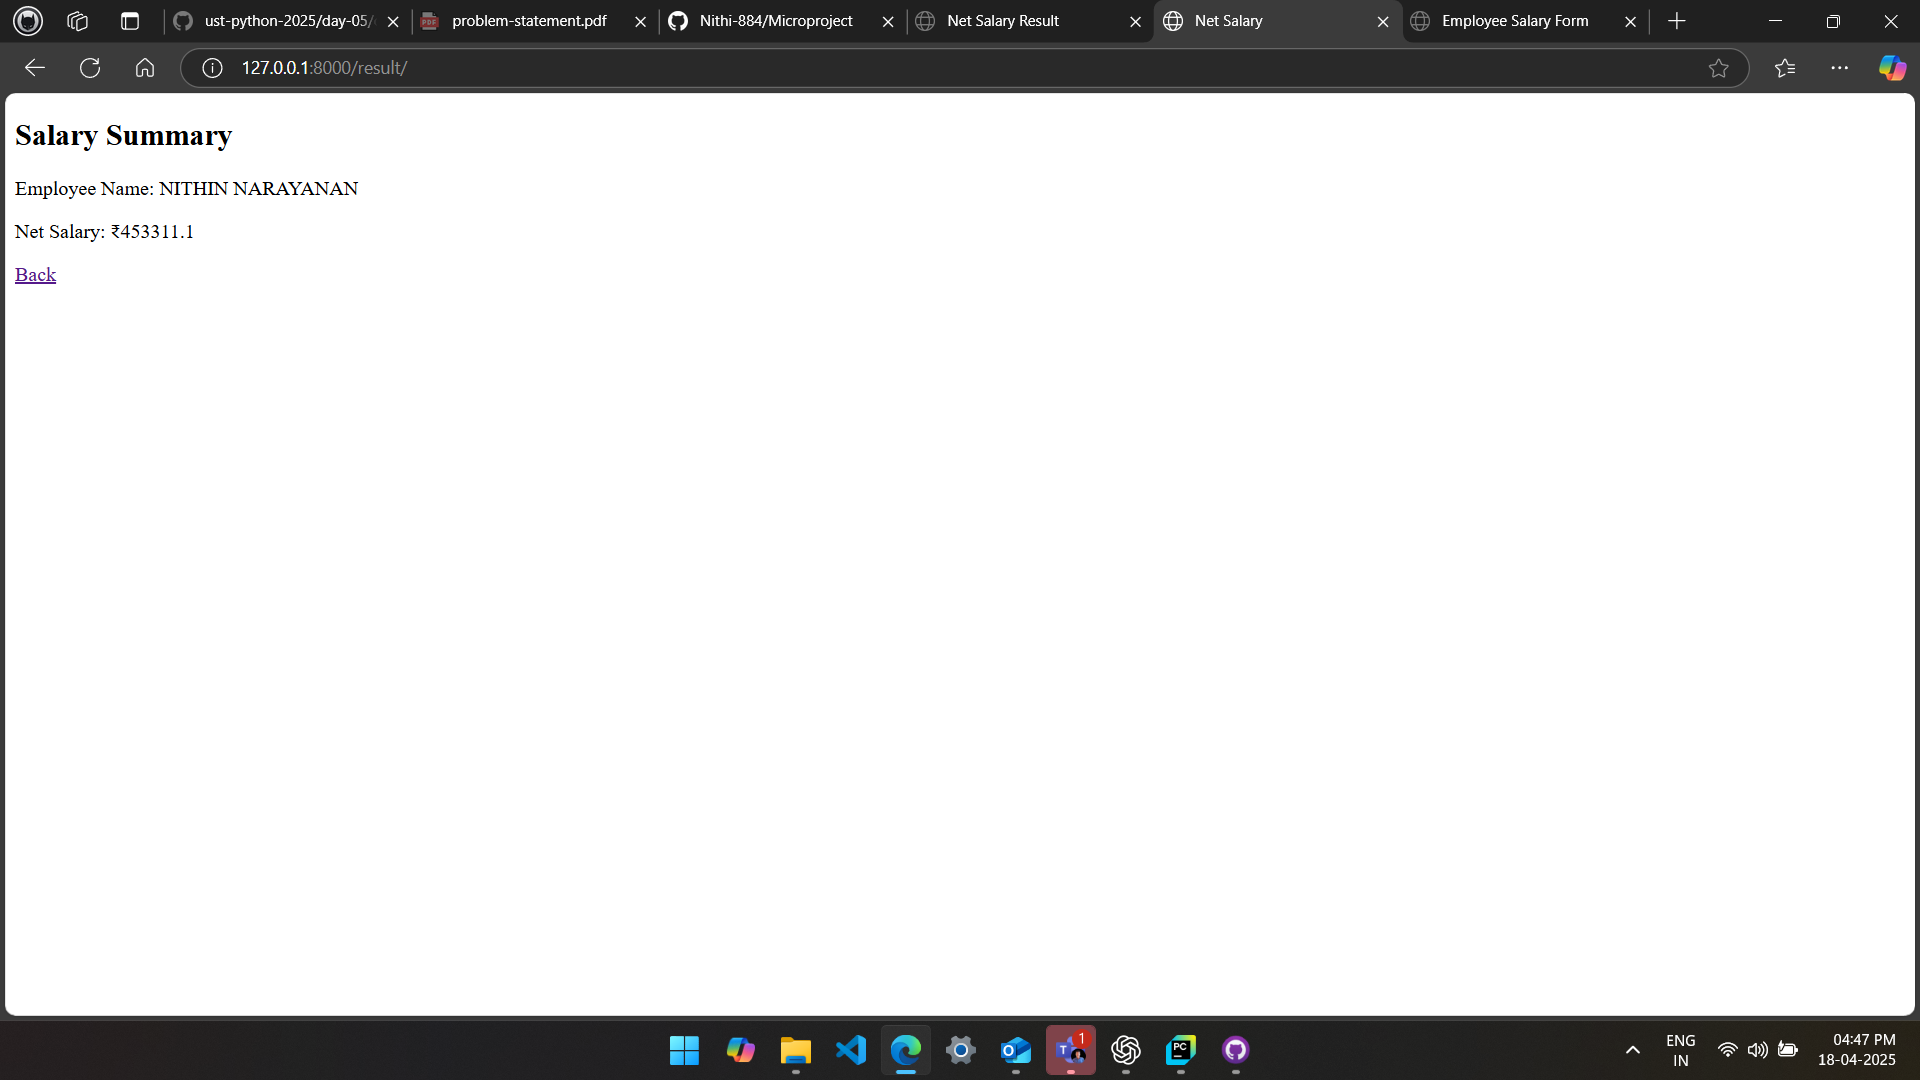 ust-python-2025/day-05/
problem-statement.pdf
Nithi-884/Microproject
Net Salary Result
Net Salary
Employee Salary Form
127.0.0.1:8000/result/
Salary Summary
Employee Name: NITHIN NARAYANAN
Net Salary: ₹453311.1
Back
1
ENG
IN
04:47 PM
18-04-2025